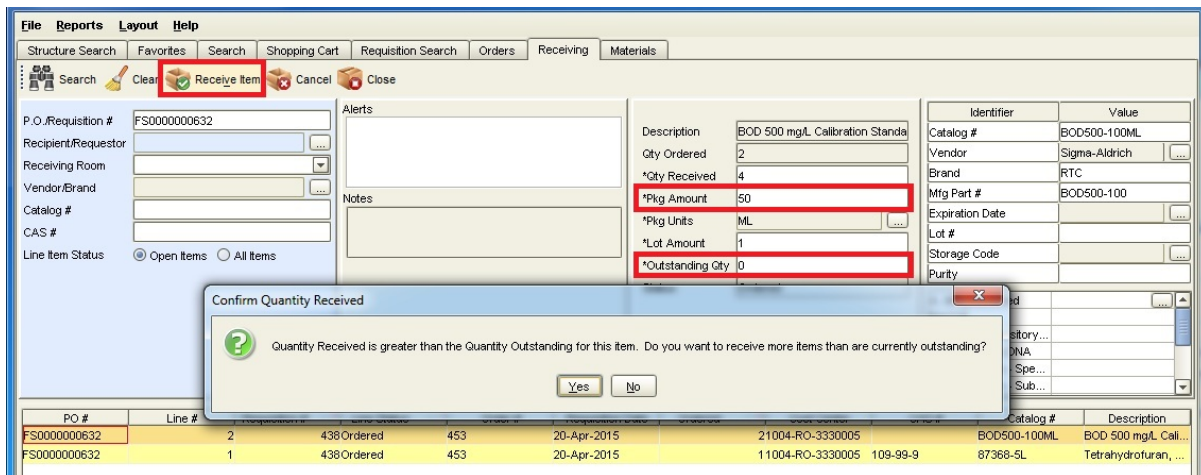 File Reports Layout Help
Structure Search Favorites Search Shopping Cart Requisition Search Orders Receiving Materials
Search Clear Receive Item Cancel Close
P.O./Requisition # FS0000000632
Recipient/Requestor ...
Receiving Room
Vendor/Brand ...
Catalog #
CAS #
Line Item Status Open Items All Items
Alerts
Notes
Description BOD 500 mg/L Calibration Standa
Qty Ordered 2
*Qty Received 4
*Pkg Amount 50
*Pkg Units ML ...
*Lot Amount 1
*Outstanding Qty 0
Identifier Value
Catalog # BOD500-100ML
Vendor Sigma-Aldrich ...
Brand RTC
Mfg Part # BOD500-100
Expiration Date ...
Lot # 
Storage Code ...
Purity
...
sitory...
DNA
Spe...
Sub...
Confirm Quantity Received
Quantity Received is greater than the Quantity Outstanding for this item. Do you want to receive more items than are currently outstanding?
Yes No
PO # Line # Catalog # Description
FS0000000632 2 438 Ordered 453 20-Apr-2015 21004-RO-3330005 BOD500-100ML BOD 500 mg/L Cali...
FS0000000632 1 438 Ordered 453 20-Apr-2015 11004-RO-3330005 109-99-9 87368-5L Tetrahydrofuran, ...